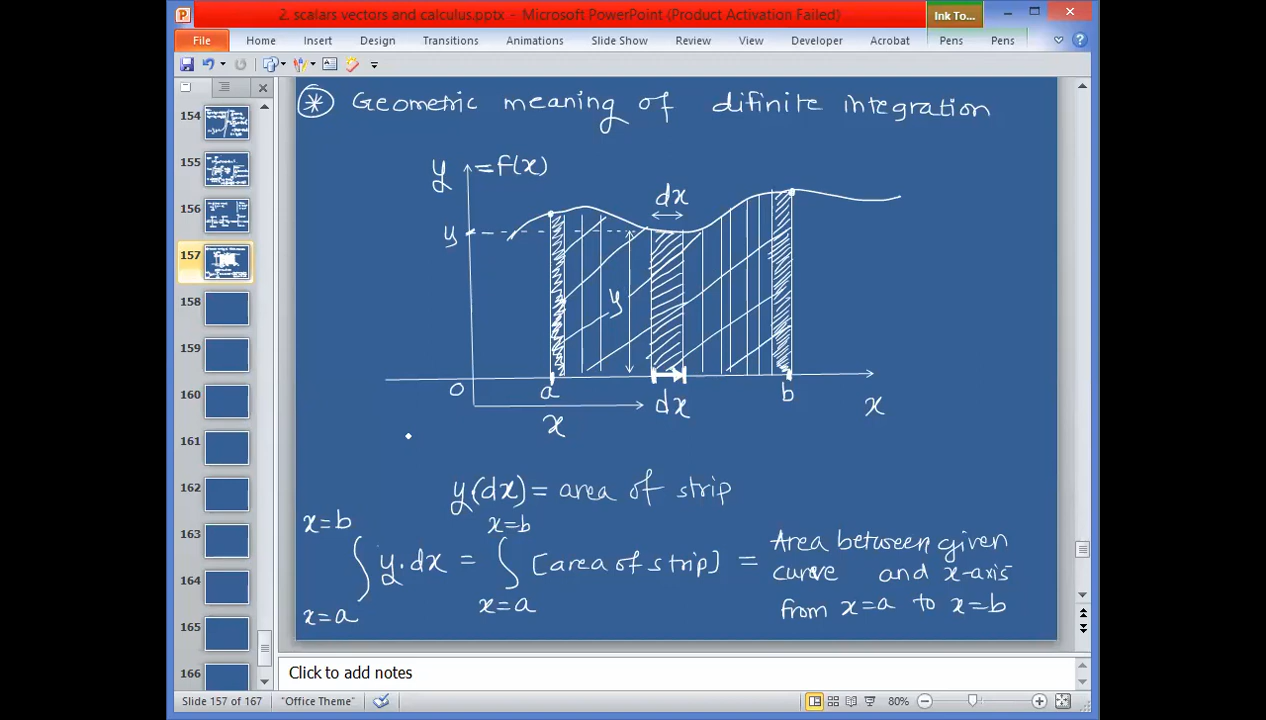 2. scalars vectors and calculus.pptx - Microsoft PowerPoint (Product Activation Failed)
Ink To...
File Home Insert Design Transitions Animations Slide Show Review View Developer Acrobat Pens Pens
154
155
156
157
158
159
160
161
162
163
164
165
166
* Geometric meaning of difinite integration
y = f(x)
dx
y
y
0 a dx b x
x
y.(dx) = area of strip
x=b x=b
∫ y.dx = ∫ [area of strip] = Area between given
curve and x-axis
from x=a to x=b
x=a x=a
Click to add notes
Slide 157 of 167 "Office Theme" 80%